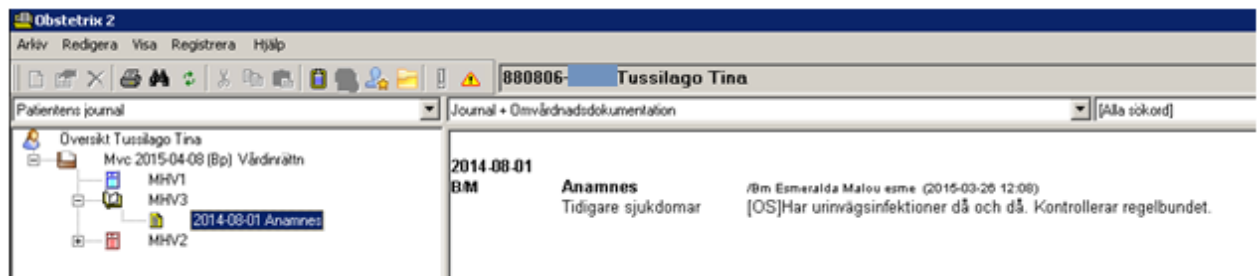 Obstetrix 2
Arkiv Redigera Visa Registrera Hjälp
880806- Tussilago Tina
Patientens journal
Journal + Omvårdnadsdokumentation
[Alla sökord]
Översikt Tussilago Tina
Mvc 2015-04-08 (Bp) Vårdinrättn
MHV1
MHV3
2014-08-01 Anamnes
MHV2
2014-08-01
B/M Anamnes /Bm Esmeralda Malou esme (2015-03-26 12:08)
Tidigare sjukdomar [OS]Har urinvägsinfektioner då och då. Kontrollerar regelbundet.